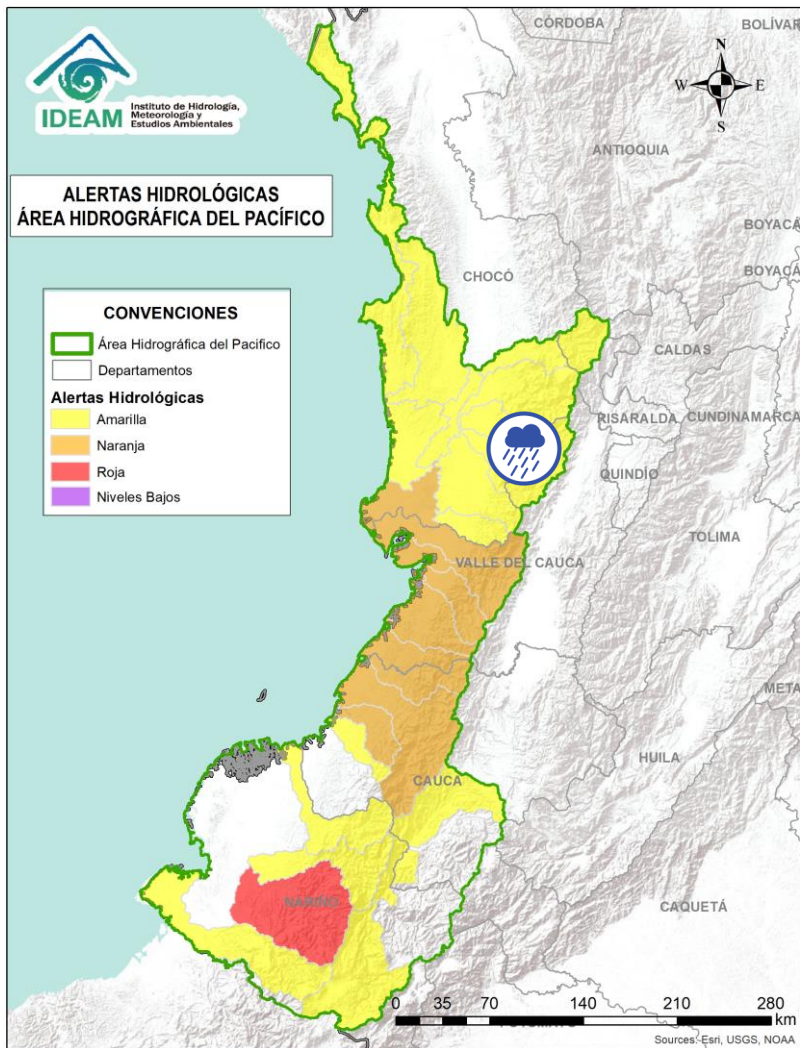 IDEAM
Instituto de Hidrología,
Meteorología y
Estudios Ambientales
ALERTAS HIDROLÓGICAS
ÁREA HIDROGRÁFICA DEL PACÍFICO
CONVENCIONES
Área Hidrográfica del Pacifico
Departamentos
Alertas Hidrológicas
Amarilla
Naranja
Roja
Niveles Bajos
CÓRDOBA
BOLÍVAR
N
W
E
S
ANTIOQUIA
BOYACÁ
BOYACÁ
CHOCÓ
CALDAS
RISARALDA
CUNDINAMARCA
QUINDÍO
TOLIMA
VALLE DEL CAUCA
META
HUILA
CAUCA
NARIÑO
CAQUETÁ
0 35 70 140 210 280
km
Sources: Esri, USGS, NOAA